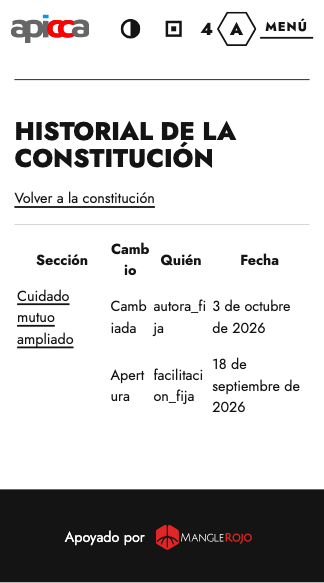 apicca 4 A MENÚ
HISTORIAL DE LA
CONSTITUCIÓN
Volver a la constitución
Sección Camb Quién Fecha
io
Cuidado
mutuo
ampliado
Camb autora_fi 3 de octubre
iada ja de 2026
Apert facilitaci 18 de
ura on_fija septiembre de
2026
Apoyado por MANGLEROJO